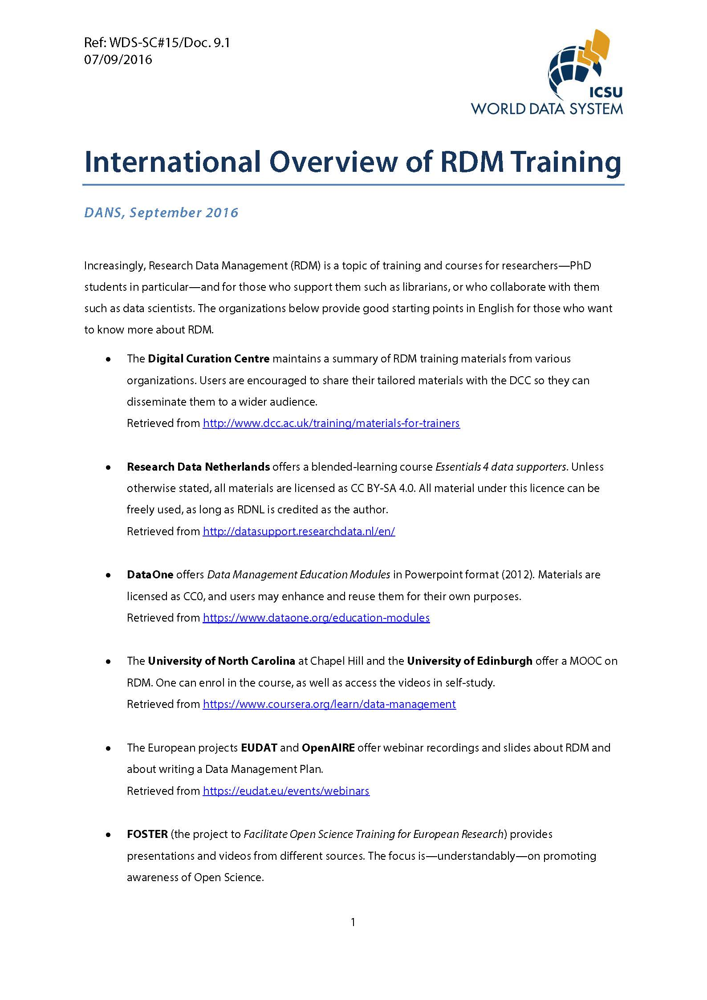 Ref: WDS-SC#15/Doc. 9.1
07/09/2016
ICSU
WORLD DATA SYSTEM
International Overview of RDM Training
DANS, September 2016
Increasingly, Research Data Management (RDM) is a topic of training and courses for researchers—PhD
students in particular—and for those who support them such as librarians, or who collaborate with them
such as data scientists. The organizations below provide good starting points in English for those who want
to know more about RDM.
• The Digital Curation Centre maintains a summary of RDM training materials from various
organizations. Users are encouraged to share their tailored materials with the DCC so they can
disseminate them to a wider audience.
Retrieved from http://www.dcc.ac.uk/training/materials-for-trainers
• Research Data Netherlands offers a blended-learning course Essentials 4 data supporters. Unless
otherwise stated, all materials are licensed as CC BY-SA 4.0. All material under this licence can be
freely used, as long as RDNL is credited as the author.
Retrieved from http://datasupport.researchdata.nl/en/
• DataOne offers Data Management Education Modules in Powerpoint format (2012). Materials are
licensed as CC0, and users may enhance and reuse them for their own purposes.
Retrieved from https://www.dataone.org/education-modules
• The University of North Carolina at Chapel Hill and the University of Edinburgh offer a MOOC on
RDM. One can enrol in the course, as well as access the videos in self-study.
Retrieved from https://www.coursera.org/learn/data-management
• The European projects EUDAT and OpenAIRE offer webinar recordings and slides about RDM and
about writing a Data Management Plan.
Retrieved from https://eudat.eu/events/webinars
• FOSTER (the project to Facilitate Open Science Training for European Research) provides
presentations and videos from different sources. The focus is—understandably—on promoting
awareness of Open Science.
1